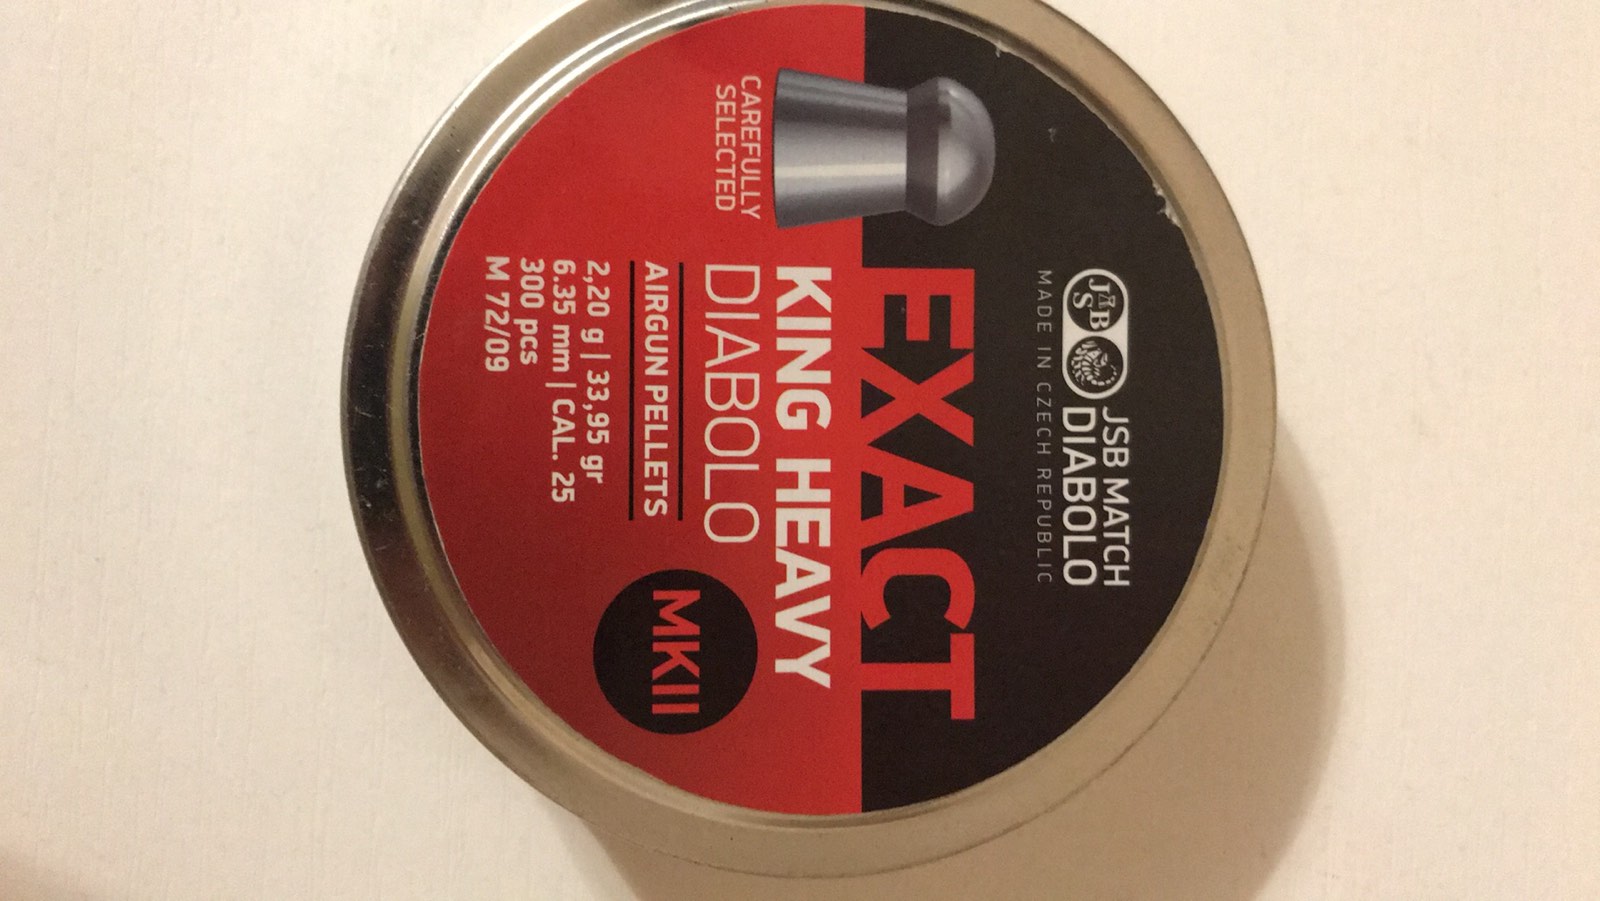 JSB
JSB MATCH
DIABOLO
MADE IN CZECH REPUBLIC
EXACT
KING HEAVY
DIABOLO
CAREFULLY
SELECTED
AIRGUN PELLETS
2,20 g | 33,95 gr
6.35 mm | CAL. 25
300 pcs
M 72/09
MKII